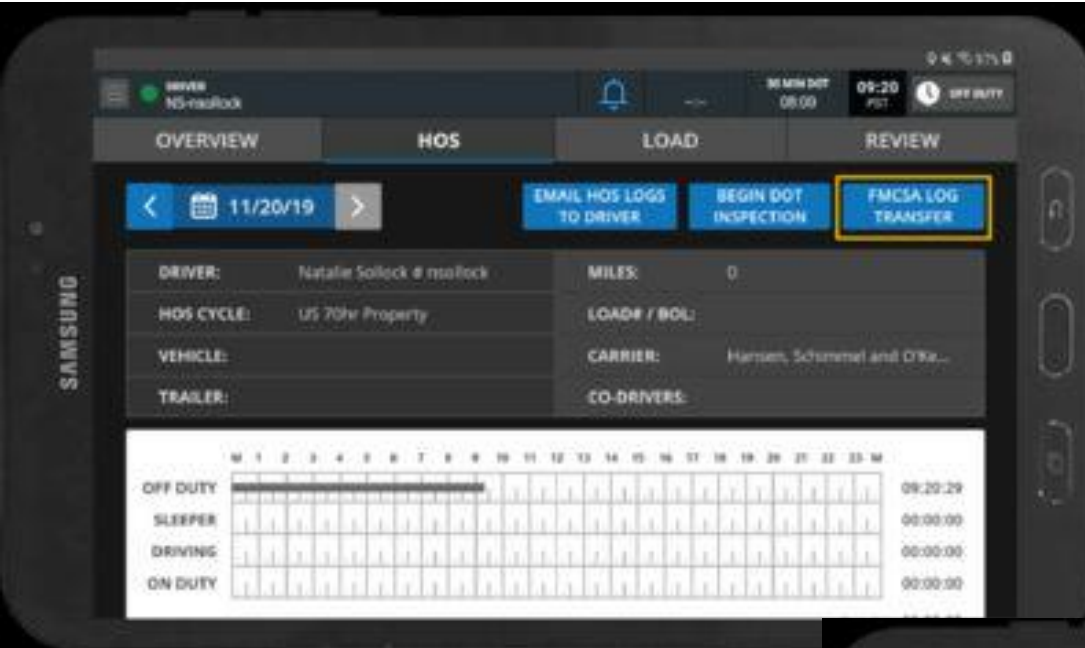 57%
DRIVER
NS-nsollock
30 MIN DOT
08:00
09:20
PST
OFF DUTY
OVERVIEW
HOS
LOAD
REVIEW
11/20/19
EMAIL HOS LOGS
TO DRIVER
BEGIN DOT
INSPECTION
FMCSA LOG
TRANSFER
DRIVER: Natalie Sollock # nsollock
MILES: 0
HOS CYCLE: US 70hr Property
LOAD# / BOL:
VEHICLE:
CARRIER: Hansen, Schimmel and O'Ke...
TRAILER:
CO-DRIVERS:
M 1 2 3 4 5 6 7 8 9 10 11 12 13 14 15 16 17 18 19 20 21 22 23 M
OFF DUTY 09:20:29
SLEEPER 00:00:00
DRIVING 00:00:00
ON DUTY 00:00:00
SAMSUNG